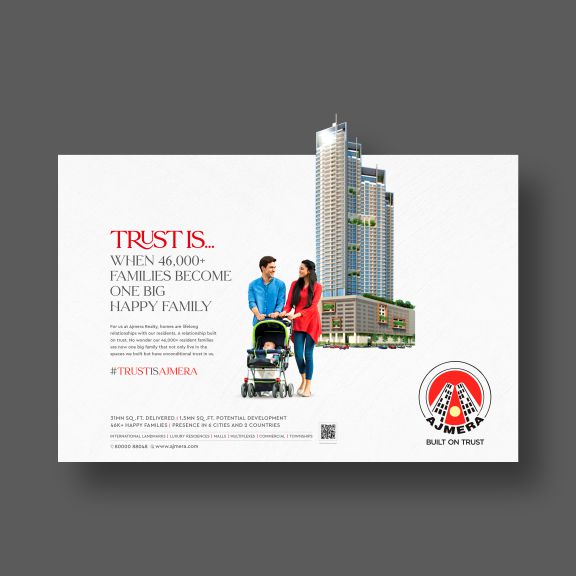 TRUST IS...
WHEN 46,000+
FAMILIES BECOME
ONE BIG
HAPPY FAMILY
For us at Ajmera Realty, homes are lifelong
relationships with our residents. A relationship built
on trust. No wonder our 46,000+ resident families
are now one big family that not only live in the
spaces we built but have unconditional trust in us.
#TRUSTISAJMERA
31MN SQ.FT. DELIVERED | 1.5MN SQ.FT. POTENTIAL DEVELOPMENT
46K+ HAPPY FAMILIES | PRESENCE IN 6 CITIES AND 2 COUNTRIES
INTERNATIONAL LANDMARKS | LUXURY RESIDENCES | MALLS | MULTIPLEXES | COMMERCIAL | TOWNSHIPS
80000 88048 www.ajmera.com
AJMERA
BUILT ON TRUST